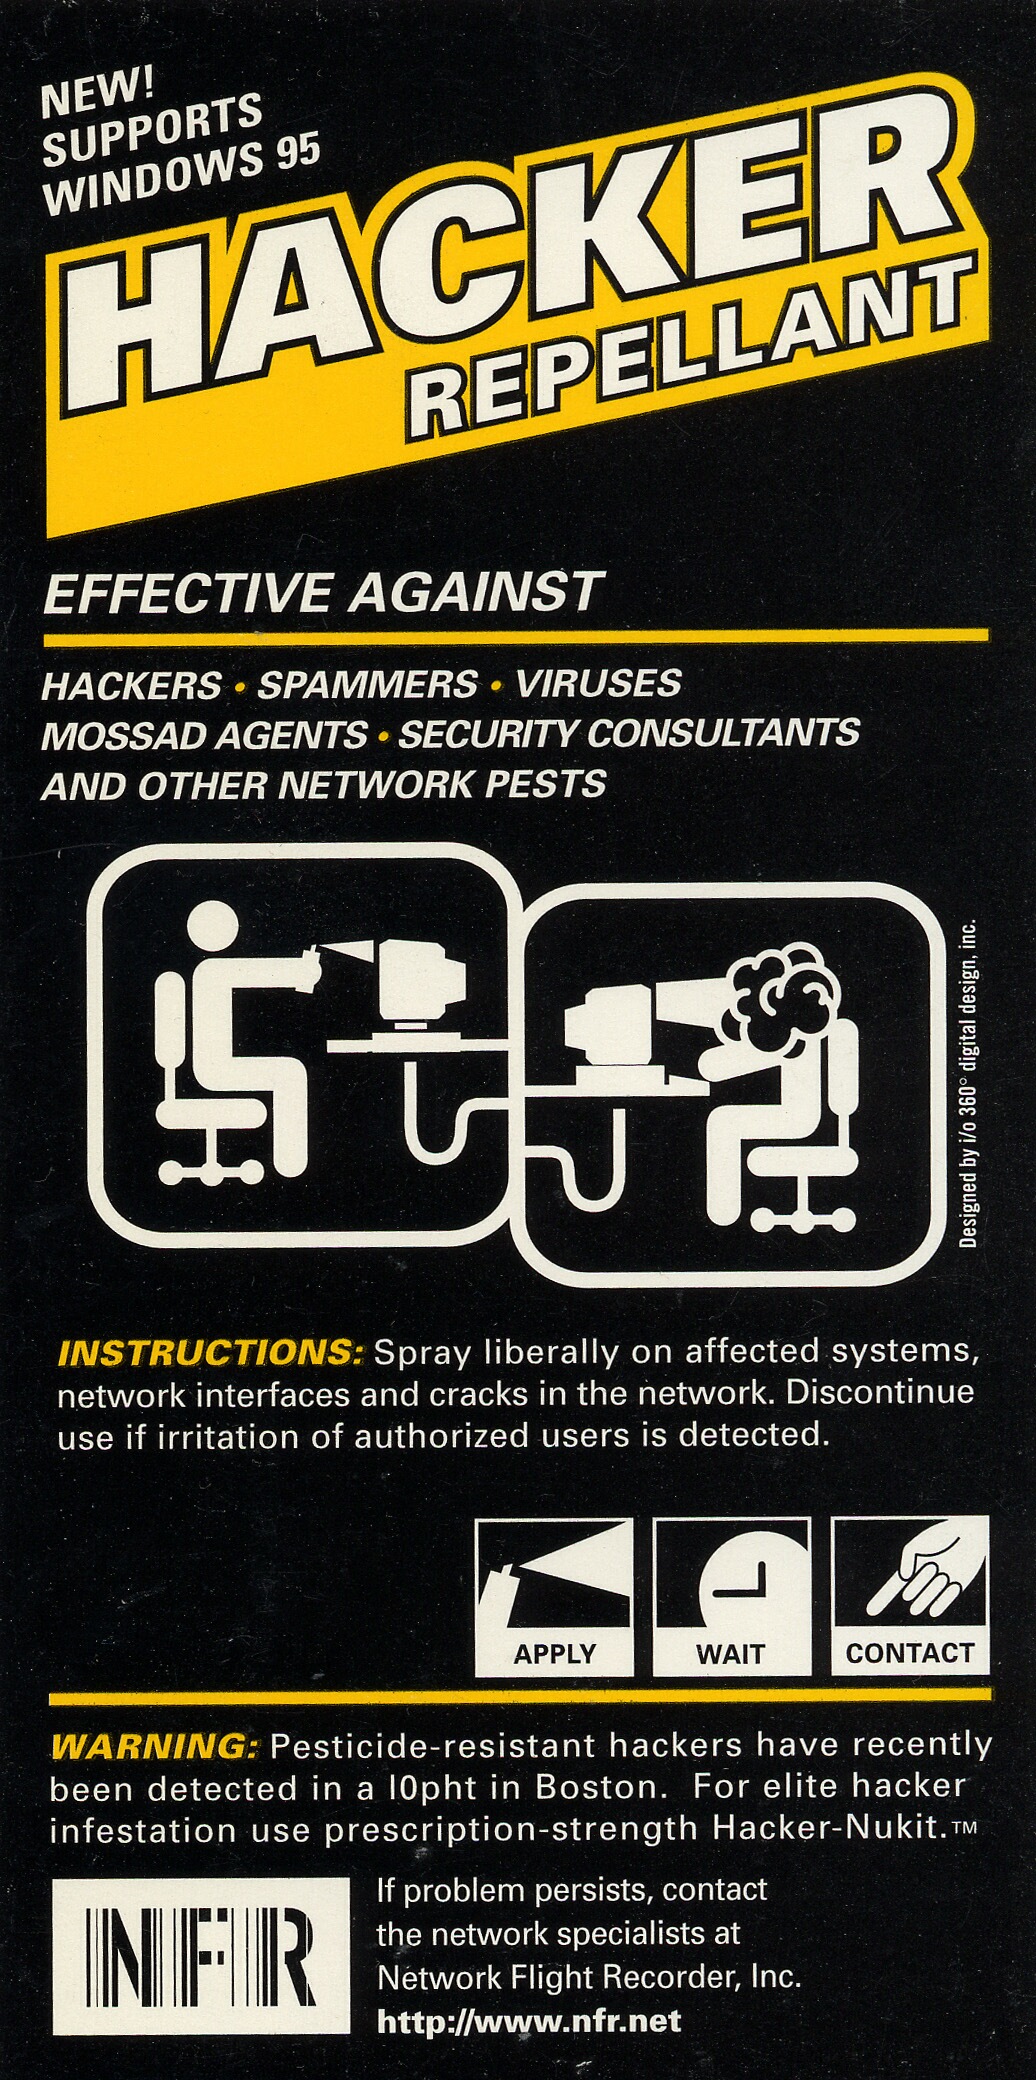 NEW!
SUPPORTS
WINDOWS 95
HACKER
REPELLANT
EFFECTIVE AGAINST
HACKERS • SPAMMERS • VIRUSES
MOSSAD AGENTS • SECURITY CONSULTANTS
AND OTHER NETWORK PESTS
Designed by i/o 360° digital design, inc.
INSTRUCTIONS: Spray liberally on affected systems,
network interfaces and cracks in the network. Discontinue
use if irritation of authorized users is detected.
APPLY
WAIT
CONTACT
WARNING: Pesticide-resistant hackers have recently
been detected in a l0pht in Boston. For elite hacker
infestation use prescription-strength Hacker-Nukit.™
NFR
If problem persists, contact
the network specialists at
Network Flight Recorder, Inc.
http://www.nfr.net